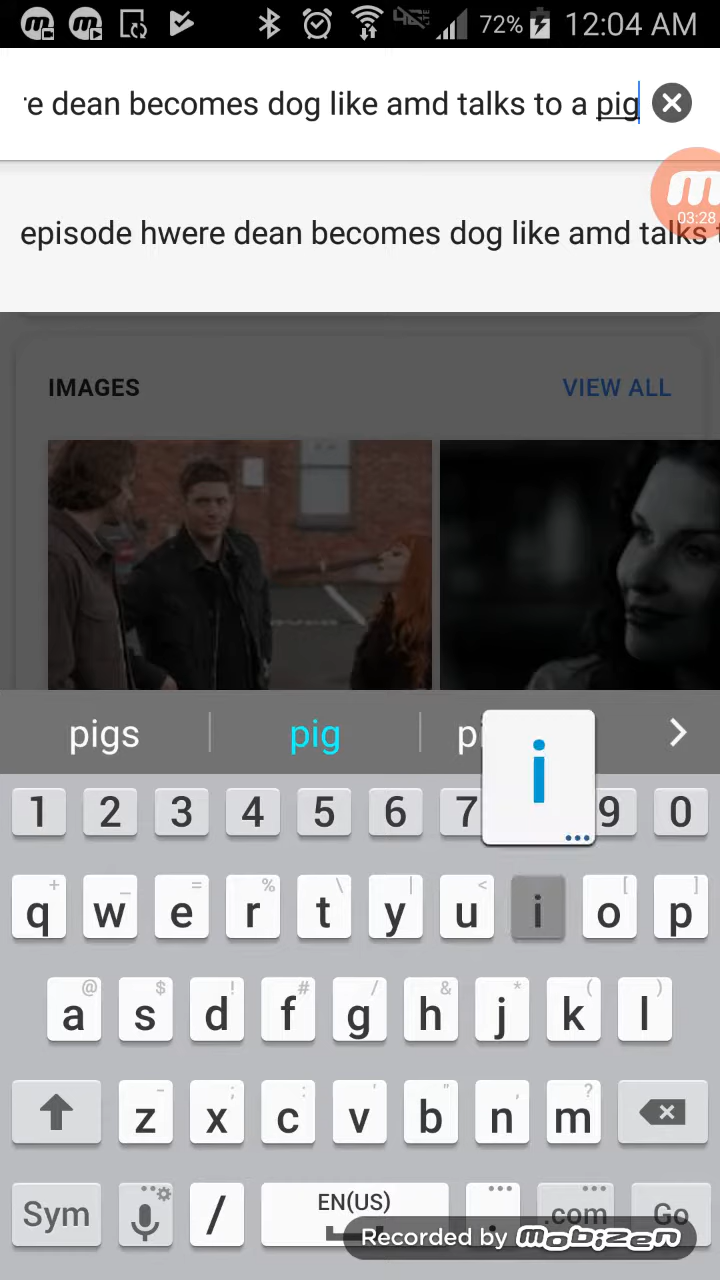 72% 12:04 AM
re dean becomes dog like amd talks to a pig
03:28
episode hwere dean becomes dog like amd talks
IMAGES VIEW ALL
pigs pig
i
1 2 3 4 5 6 7 9 0
q w e r t y u i o p
a s d f g h j k l
z x c v b n m
Sym / EN(US) . .com Go
Recorded by mobizen